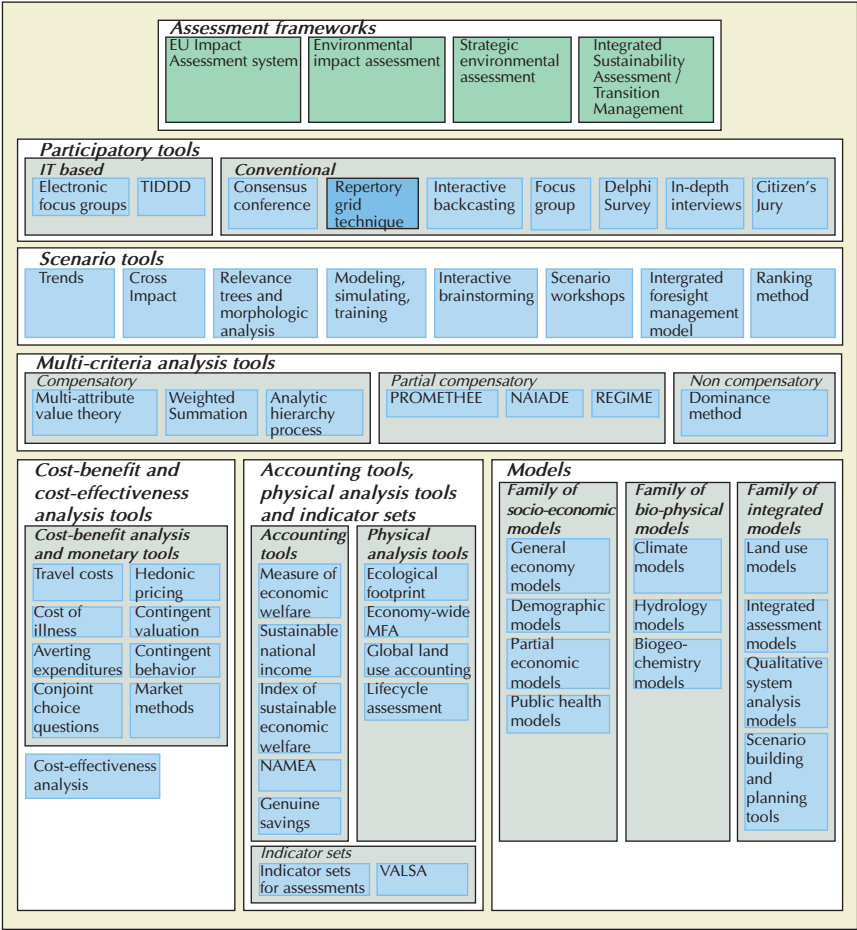 Assessment frameworks
EU Impact
Assessment system
Environmental
impact assessment
Strategic
environmental
assessment
Integrated
Sustainability
Assessment /
Transition
Management
Participatory tools
IT based
Electronic
focus groups
TIDDD
Conventional
Consensus
conference
Repertory
grid
technique
Interactive
backcasting
Focus
group
Delphi
Survey
In-depth
interviews
Citizen's
Jury
Scenario tools
Trends
Cross
Impact
Relevance
trees and
morphologic
analysis
Modeling,
simulating,
training
Interactive
brainstorming
Scenario
workshops
Intergrated
foresight
management
model
Ranking
method
Multi-criteria analysis tools
Compensatory
Multi-attribute
value theory
Weighted
Summation
Analytic
hierarchy
process
Partial compensatory
PROMETHEE
NAIADE
REGIME
Non compensatory
Dominance
method
Cost-benefit and
cost-effectiveness
analysis tools
Cost-benefit analysis
and monetary tools
Travel costs
Hedonic
pricing
Cost of
illness
Contingent
valuation
Averting
expenditures
Contingent
behavior
Conjoint
choice
questions
Market
methods
Cost-effectiveness
analysis
Accounting tools,
physical analysis tools
and indicator sets
Accounting
tools
Measure of
economic
welfare
Sustainable
national
income
Index of
sustainable
economic
welfare
NAMEA
Genuine
savings
Physical
analysis tools
Ecological
footprint
Economy-wide
MFA
Global land
use accounting
Lifecycle
assessment
Indicator sets
Indicator sets
for assessments
VALSA
Models
Family of
socio-economic
models
General
economy
models
Demographic
models
Partial
economic
models
Public health
models
Family of
bio-physical
models
Climate
models
Hydrology
models
Biogeo-
chemistry
models
Family of
integrated
models
Land use
models
Integrated
assessment
models
Qualitative
system
analysis
models
Scenario
building
and
planning
tools